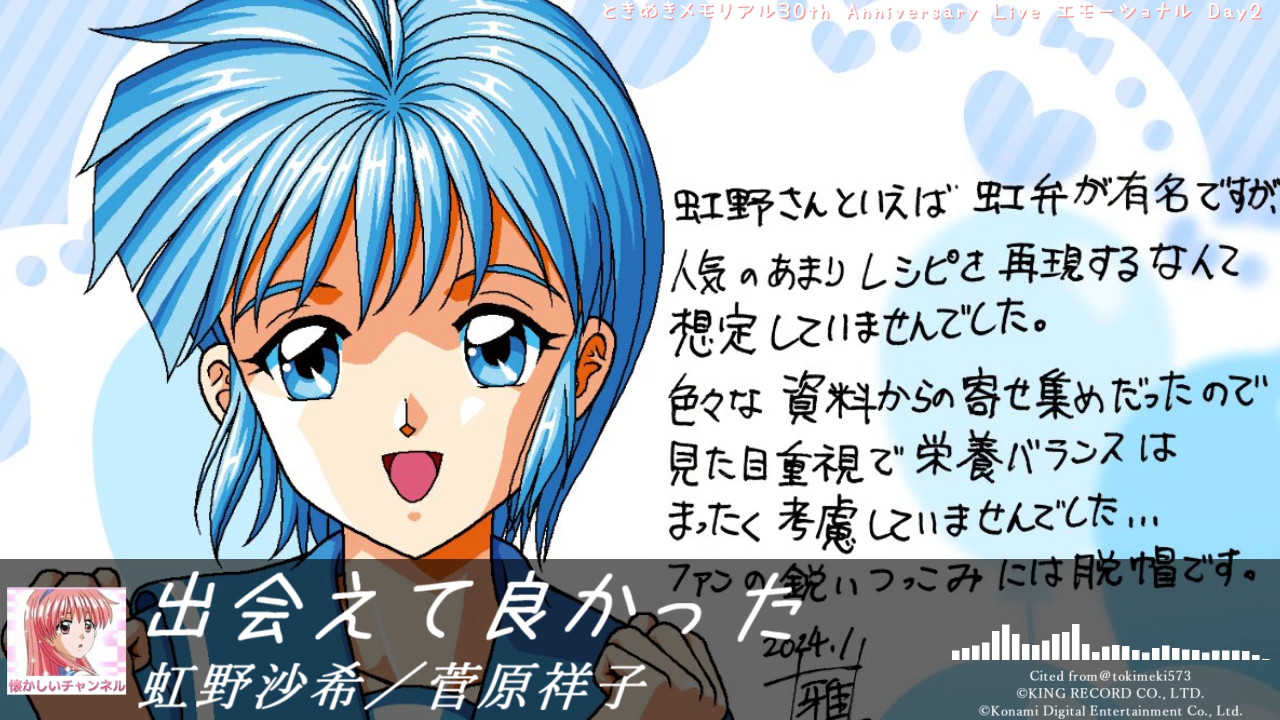 ときめきメモリアル30th Anniversary Live エモーショナル Day2
虹野さんといえば 虹弁が有名ですが、
人気のあまりレシピを再現するなんて
想定していませんでした。
色々な 資料からの寄せ集めだったので
見た目重視で栄養バランスは
まったく考慮していませんでした...
ファンの鋭いつっこみには脱帽です。
2024.11
雅
出会えて良かった
虹野沙希／菅原祥子
懐かしいチャンネル
Cited from@tokimeki573
©KING RECORD CO., LTD.
©Konami Digital Entertainment Co., Ltd.